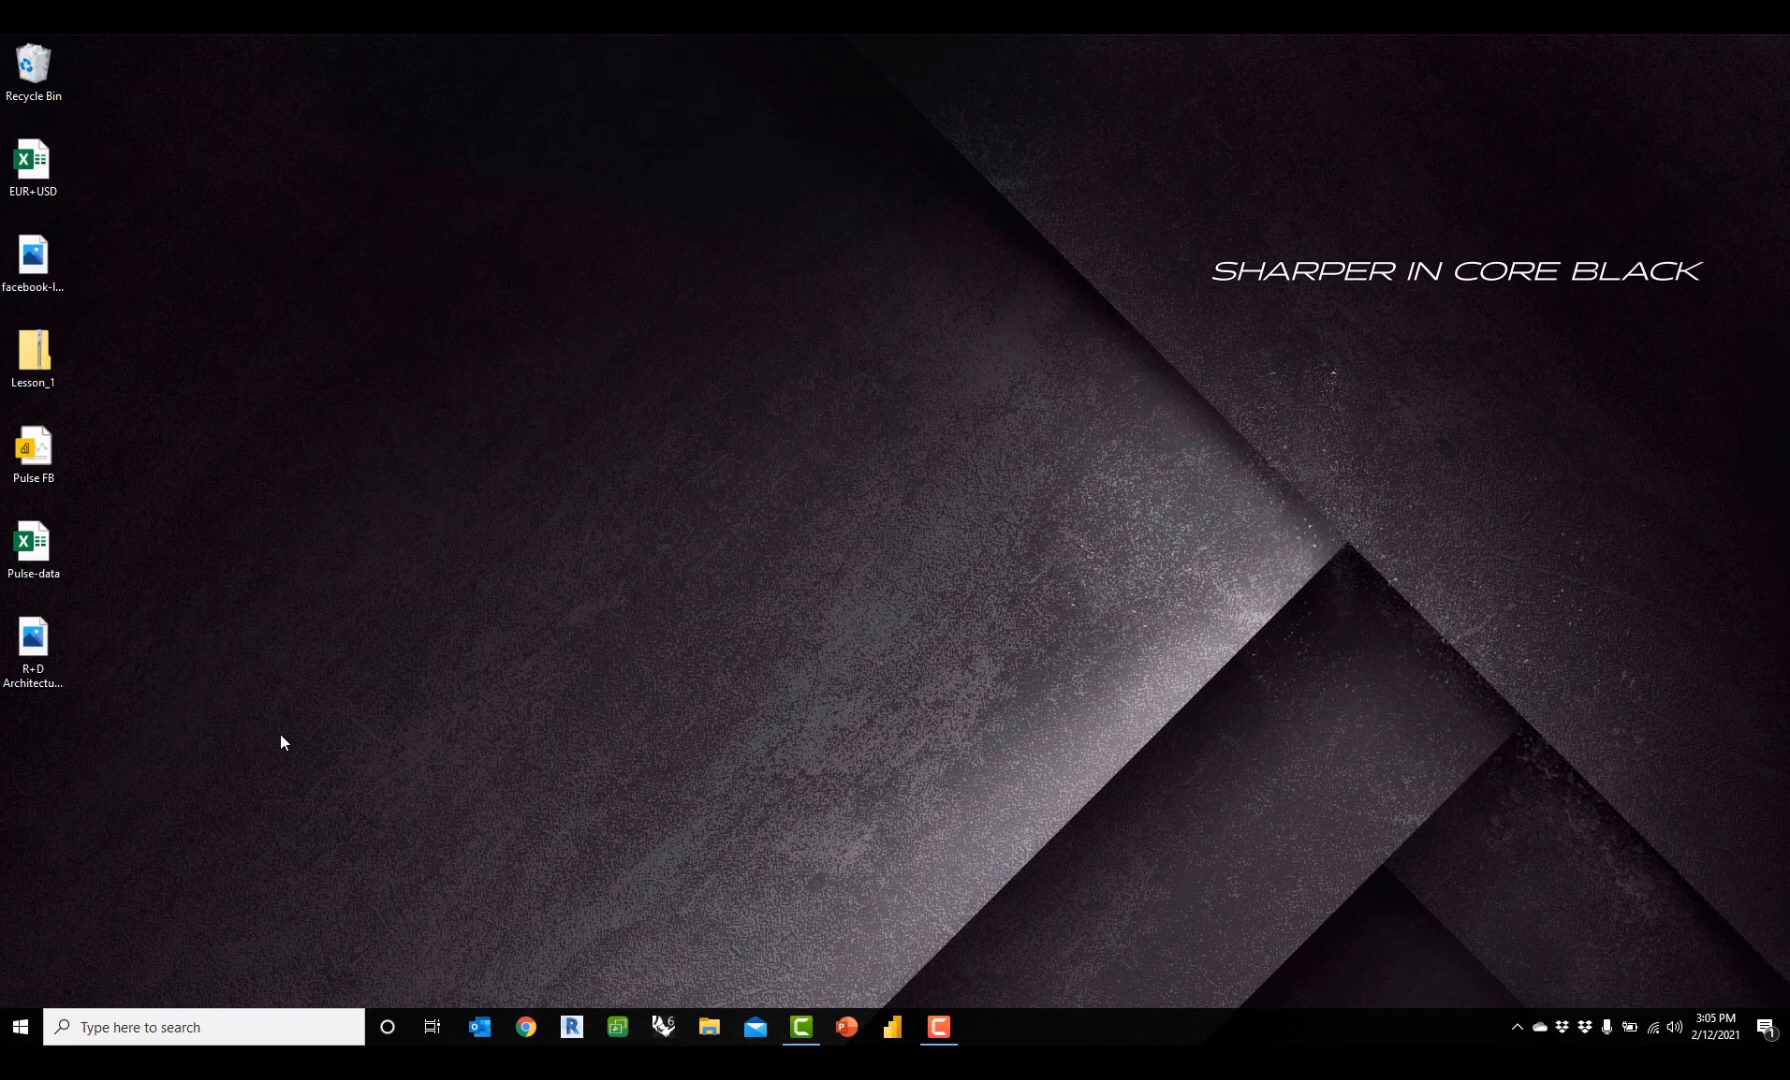 Recycle Bin
EUR+USD
facebook-l...
Lesson_1
Pulse FB
Pulse-data
R+D
Architectu...
SHARPER IN CORE BLACK
Type here to search
3:05 PM
2/12/2021
1